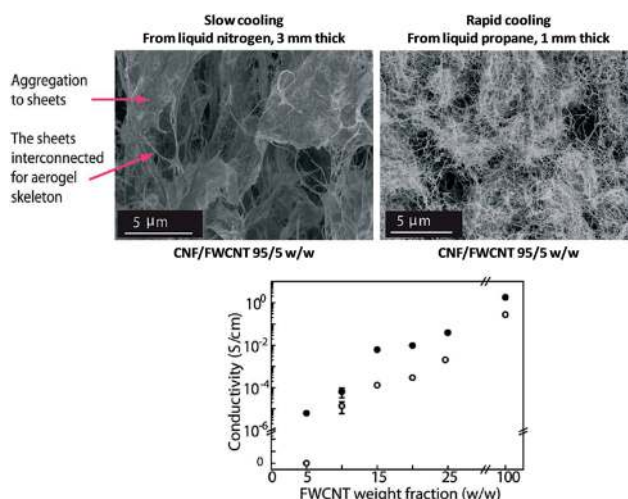 Slow cooling
From liquid nitrogen, 3 mm thick
Rapid cooling
From liquid propane, 1 mm thick
Aggregation
to sheets
The sheets
interconnected
for aerogel
skeleton
5 μm
5 μm
CNF/FWCNT 95/5 w/w
CNF/FWCNT 95/5 w/w
Conductivity (S/cm)
10^0
10^-2
10^-4
10^-6
0
0 5 15 25 100
FWCNT weight fraction (w/w)